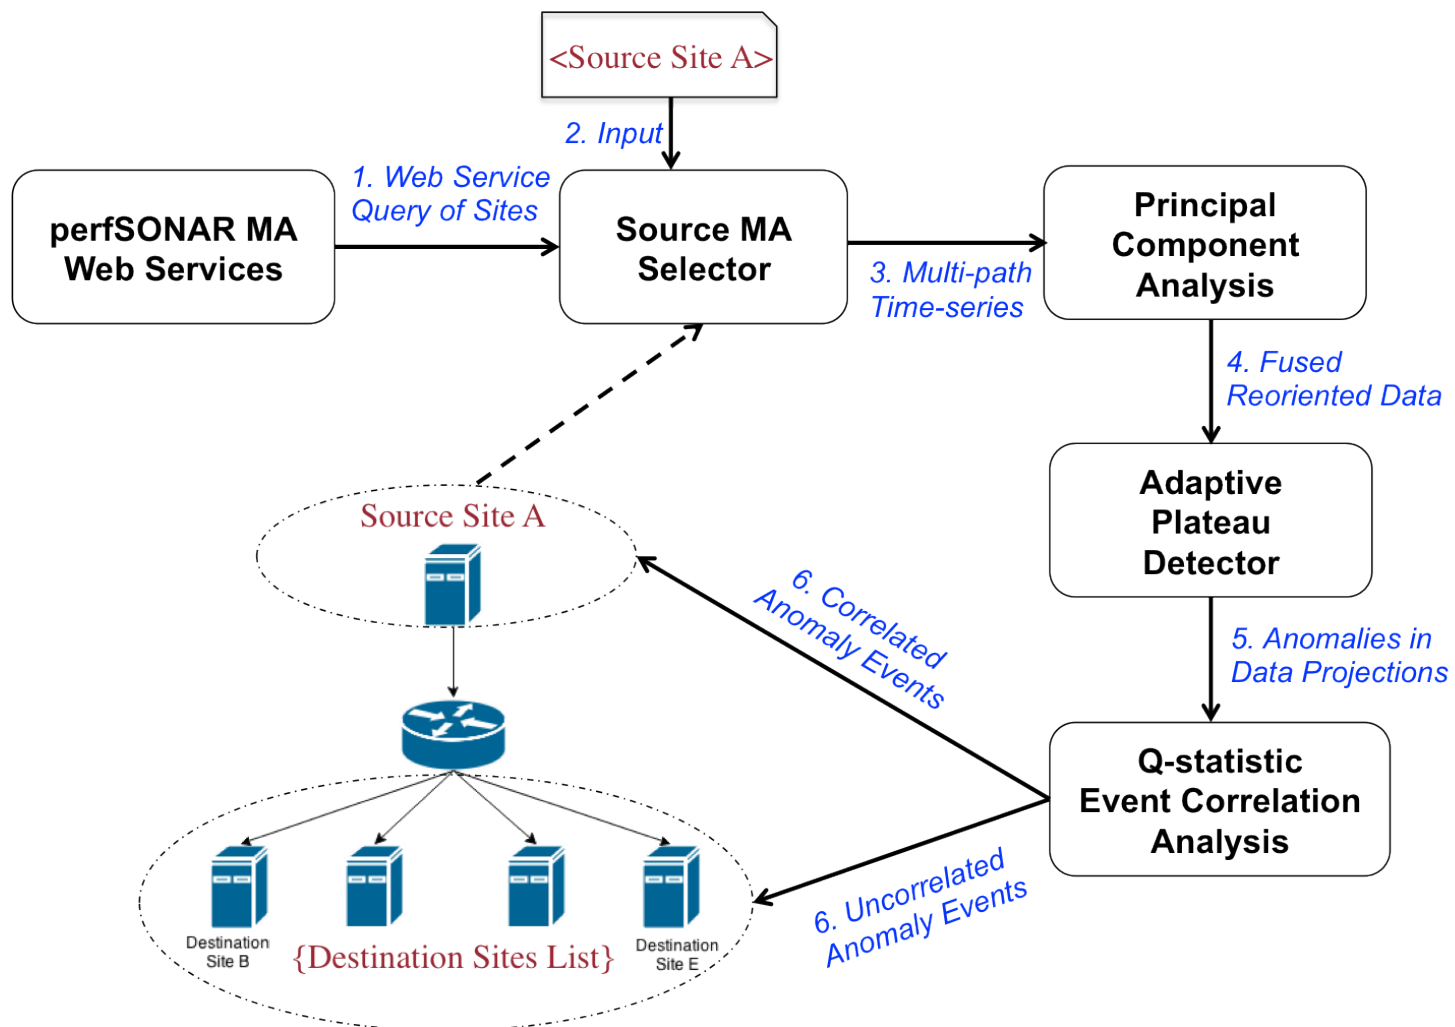 <Source Site A>
2. Input
1. Web Service
Query of Sites
perfSONAR MA
Web Services
Source MA
Selector
3. Multi-path
Time-series
Principal
Component
Analysis
4. Fused
Reoriented Data
Adaptive
Plateau
Detector
Source Site A
6. Correlated
Anomaly Events
5. Anomalies in
Data Projections
Q-statistic
Event Correlation
Analysis
6. Uncorrelated
Anomaly Events
Destination
Site B
{Destination Sites List}
Destination
Site E